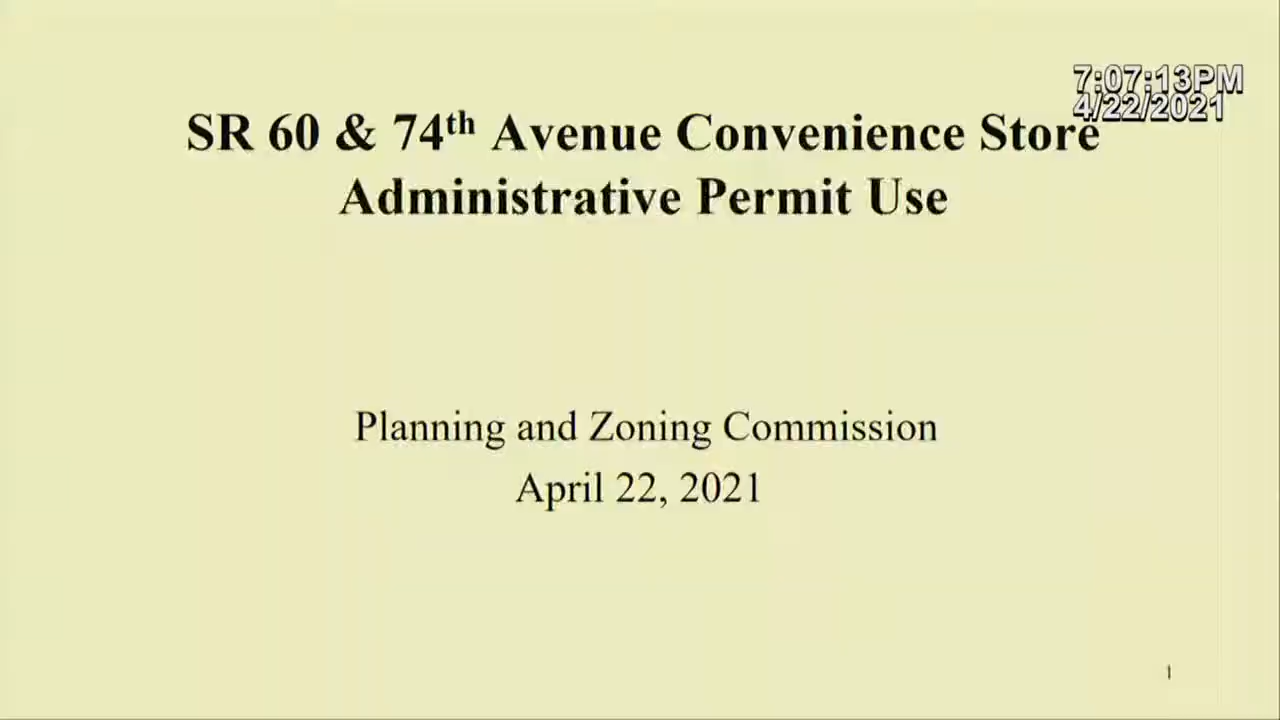 7:07:13PM
4/22/2021
SR 60 & 74th Avenue Convenience Store
Administrative Permit Use
Planning and Zoning Commission
April 22, 2021
1